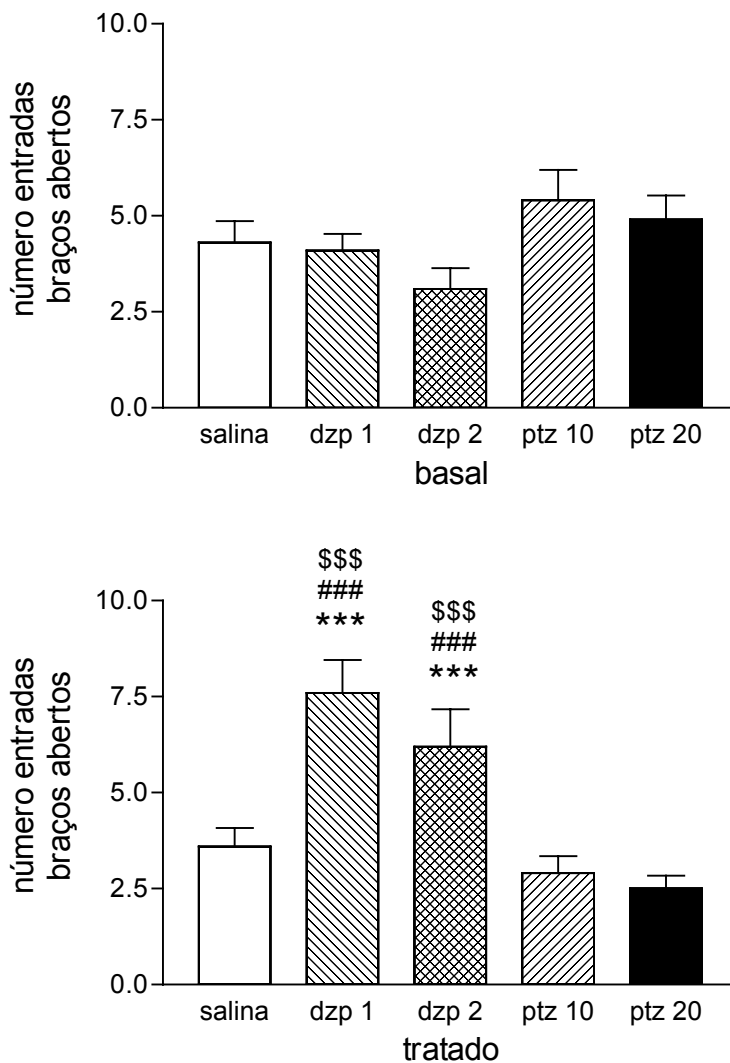 número entradas
braços abertos
10.0
7.5
5.0
2.5
0.0
salina dzp 1 dzp 2 ptz 10 ptz 20
basal
número entradas
braços abertos
10.0
7.5
5.0
2.5
0.0
$$$
###
***
$$$
###
***
salina dzp 1 dzp 2 ptz 10 ptz 20
tratado